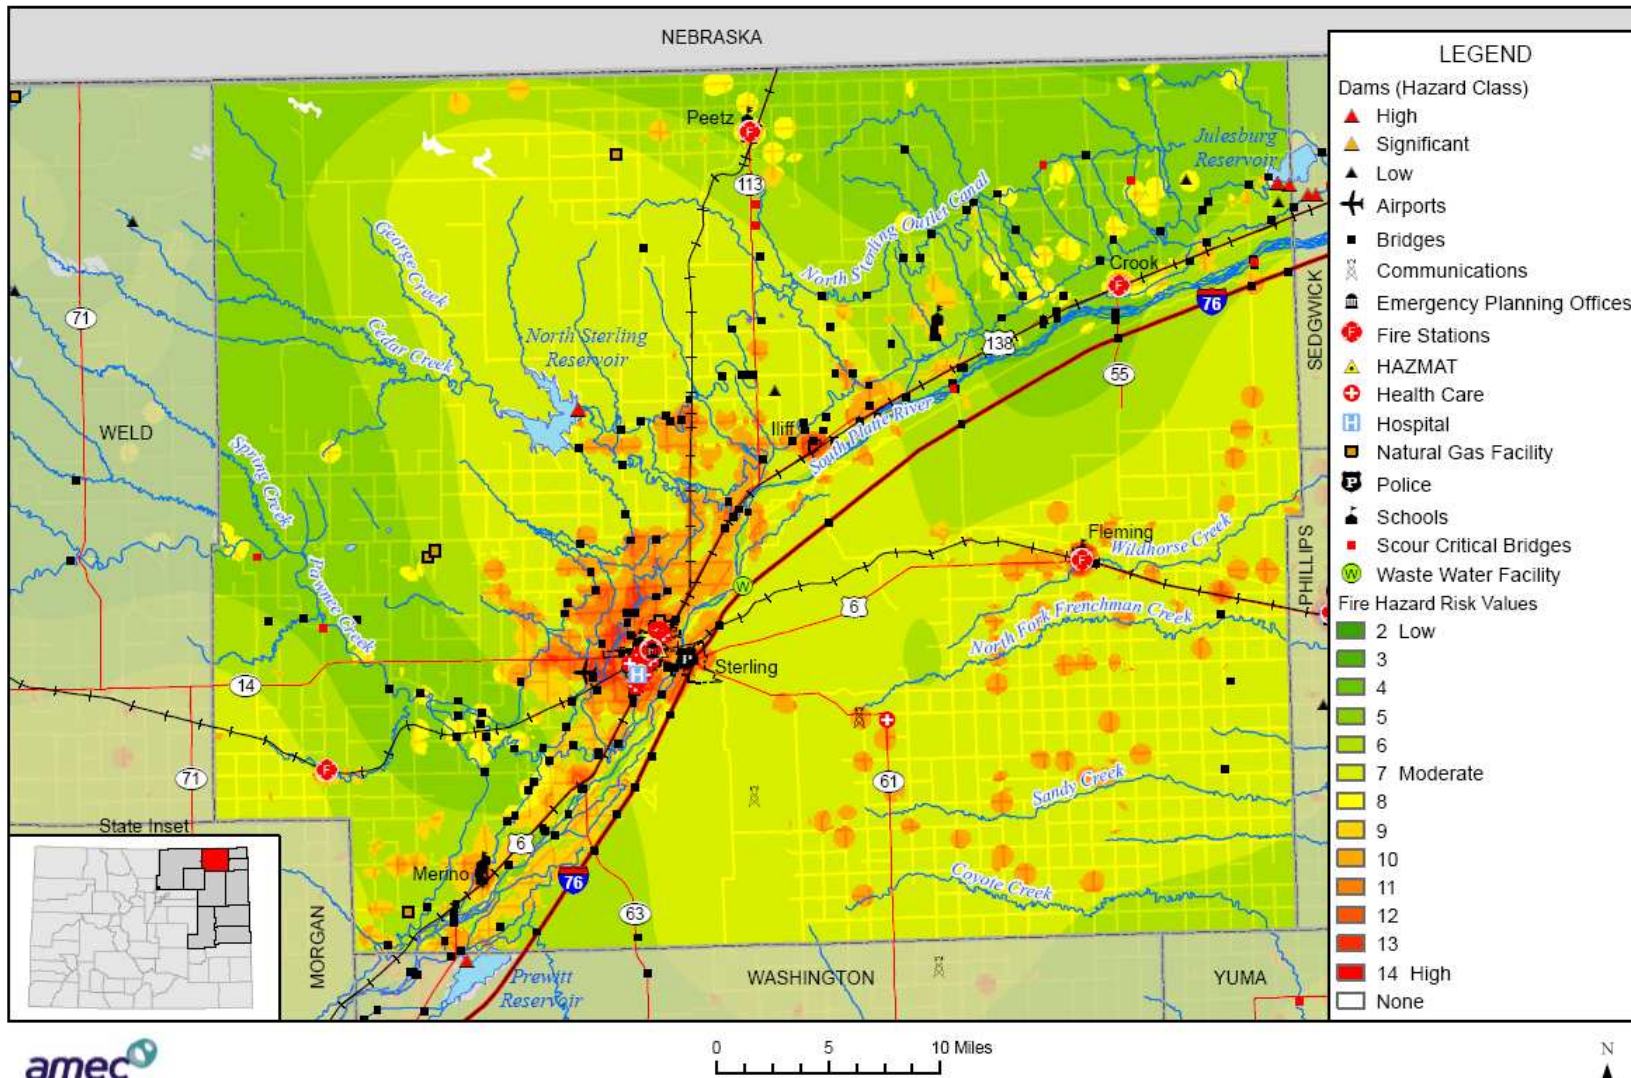 NEBRASKA
Peetz
113
Julesburg
Reservoir
North Sterling Outlet Canal
Crook
76
138
55
SEDGWICK
71
George Creek
Cedar Creek
North Sterling
Reservoir
WELD
Iliff
South Platte River
Spring Creek
Pawnee Creek
Fleming
Wildhorse Creek
PHILLIPS
6
North Fork Frenchman Creek
Sterling
14
71
61
Sandy Creek
6
Merino
76
63
Coyote Creek
MORGAN
Prewitt
Reservoir
WASHINGTON
YUMA
State Inset
LEGEND
Dams (Hazard Class)
High
Significant
Low
Airports
Bridges
Communications
Emergency Planning Offices
F Fire Stations
HAZMAT
Health Care
H Hospital
Natural Gas Facility
P Police
Schools
Scour Critical Bridges
W Waste Water Facility
Fire Hazard Risk Values
2 Low
3
4
5
6
7 Moderate
8
9
10
11
12
13
14 High
None
amec
0 5 10 Miles
N